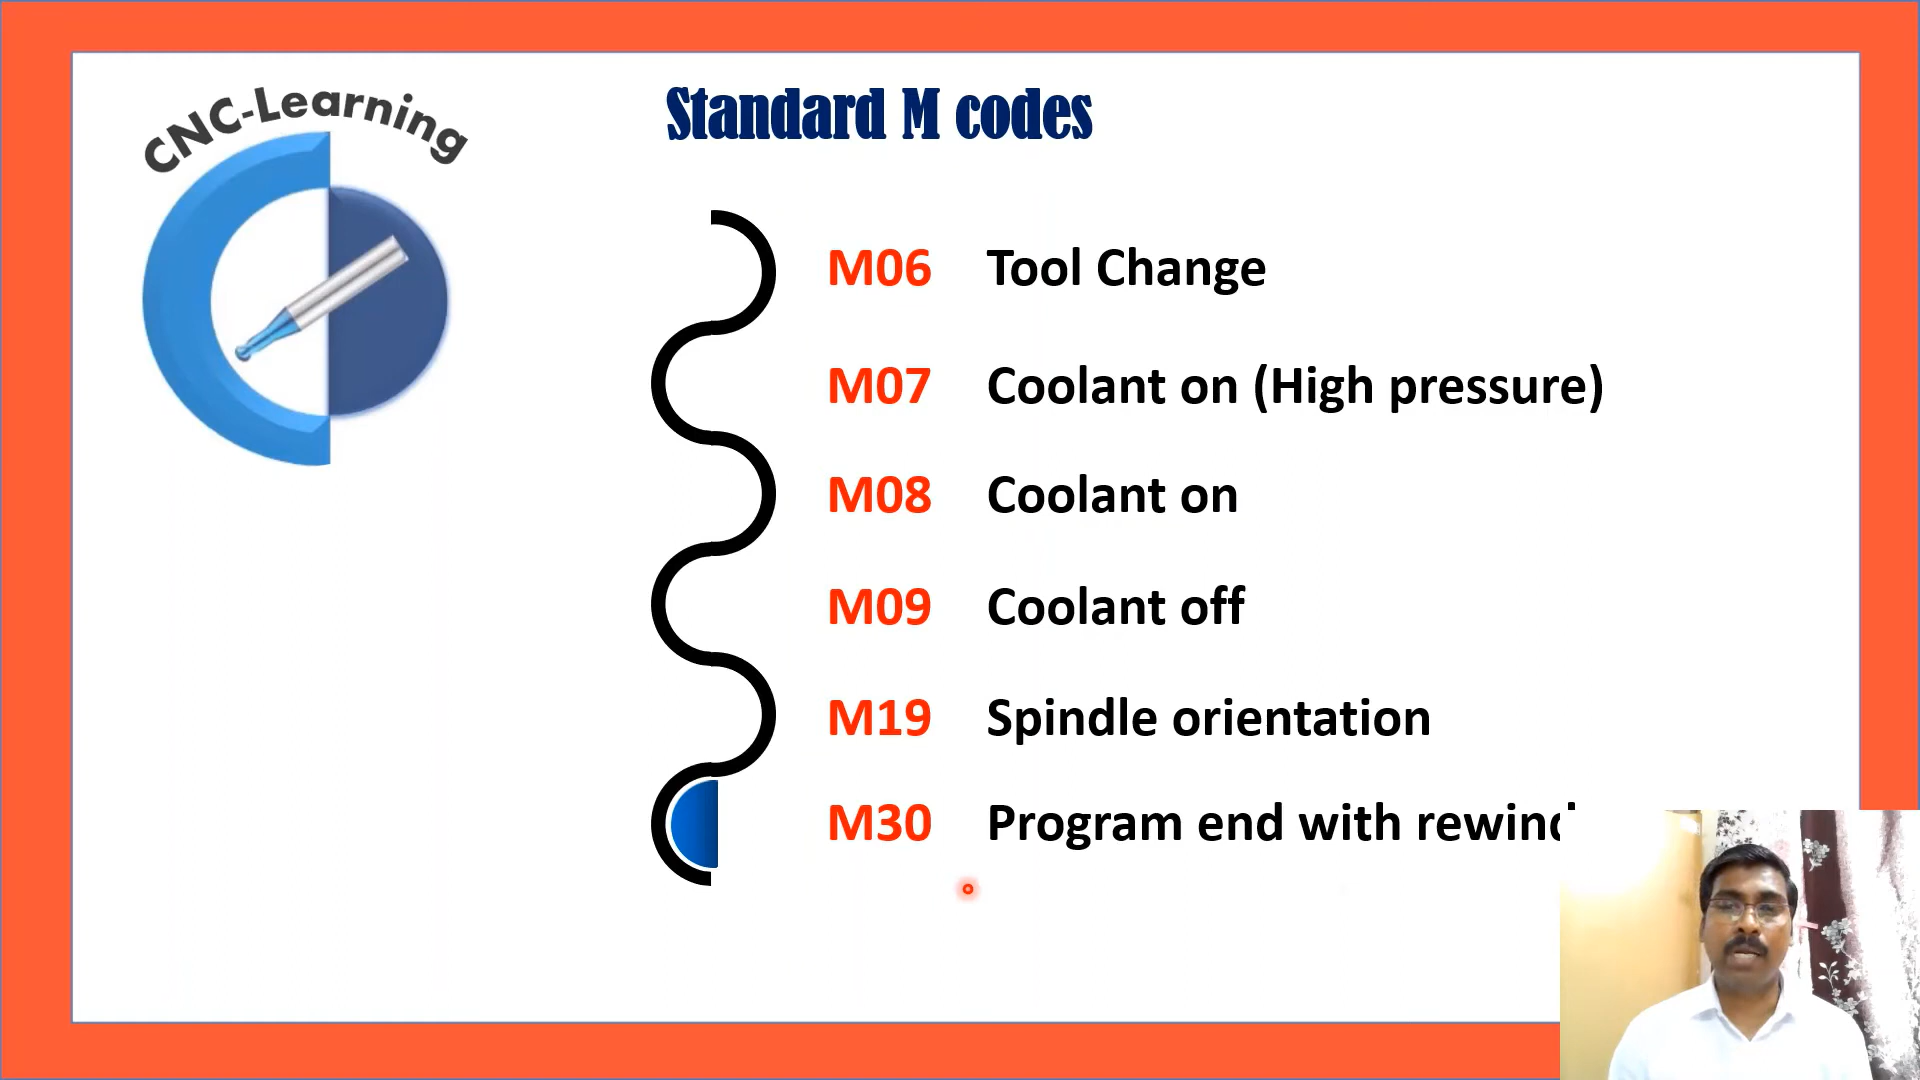 CNC-Learning
Standard M codes
M06 Tool Change
M07 Coolant on (High pressure)
M08 Coolant on
M09 Coolant off
M19 Spindle orientation
M30 Program end with rewind